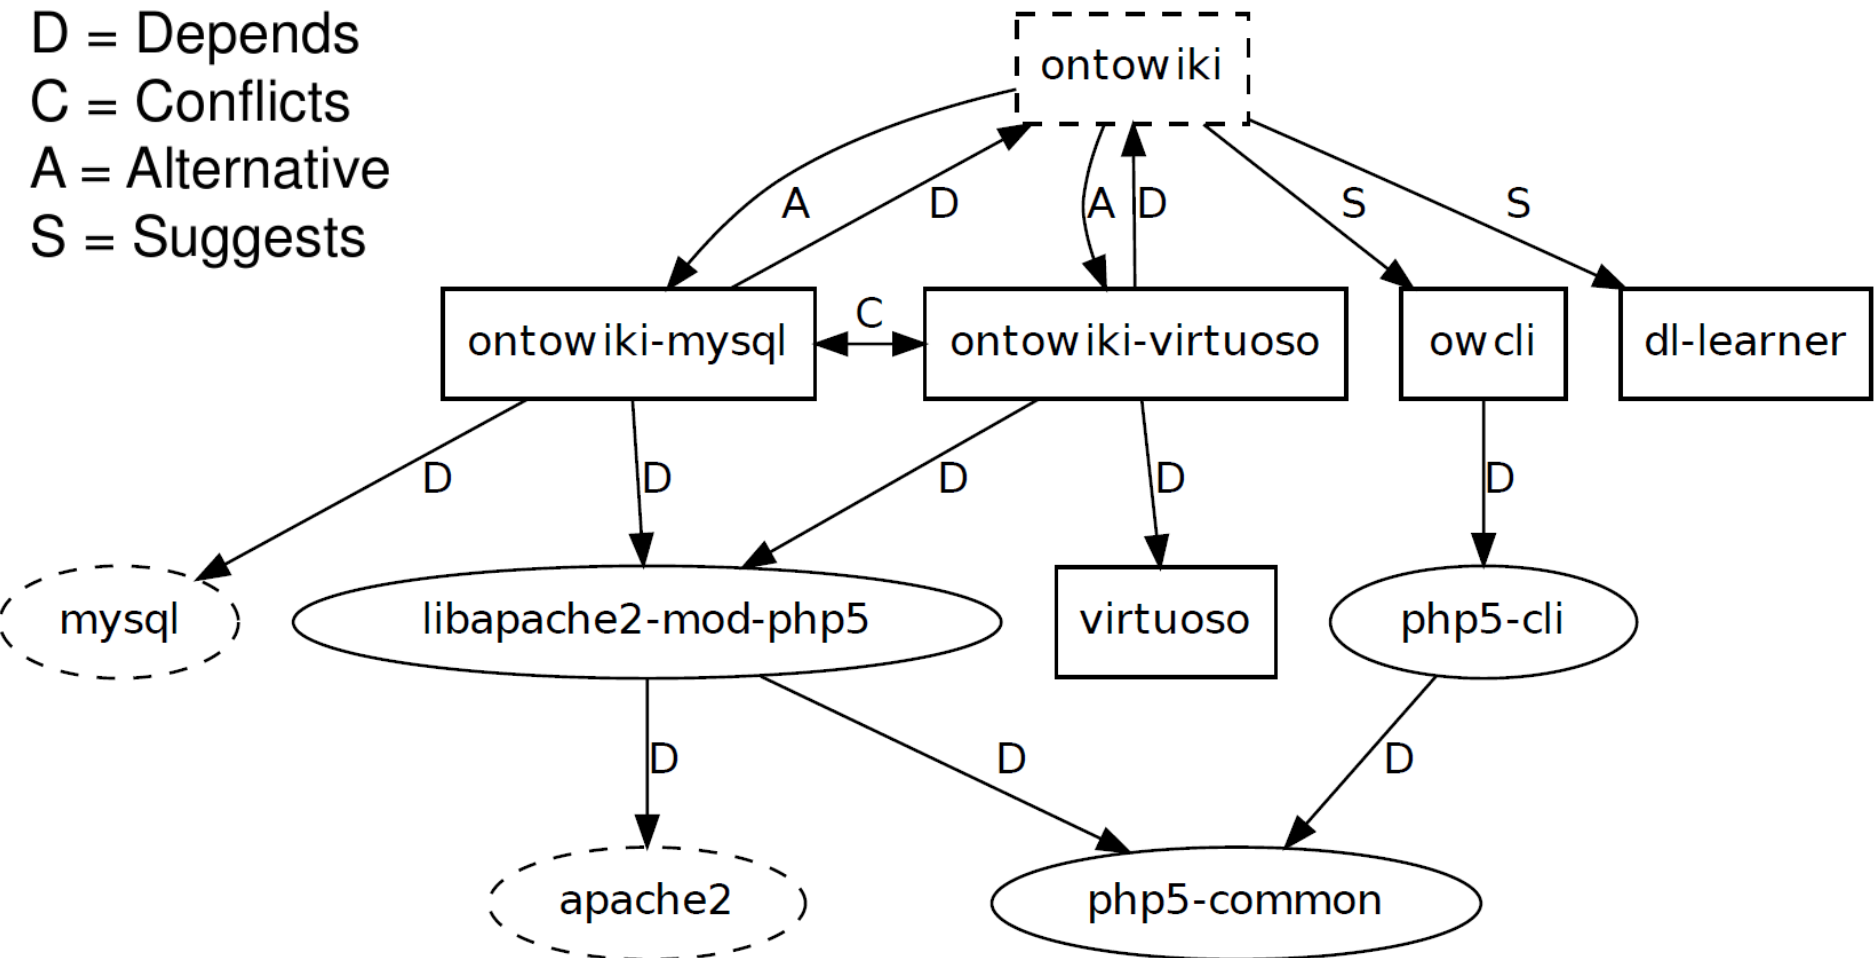 D = Depends
C = Conflicts
A = Alternative
S = Suggests
ontowiki
A
D
A
D
S
S
ontowiki-mysql
C
ontowiki-virtuoso
owcli
dl-learner
D
D
D
D
D
mysql
libapache2-mod-php5
virtuoso
php5-cli
D
D
D
apache2
php5-common